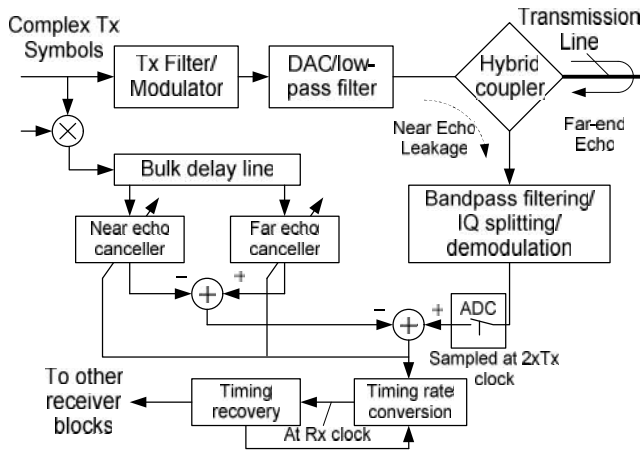 Complex Tx
Symbols
Transmission
Line
Tx Filter/
Modulator
DAC/low-
pass filter
Hybrid
coupler
Near Echo
Leakage
Far-end
Echo
Bulk delay line
Bandpass filtering/
IQ splitting/
demodulation
Near echo
canceller
Far echo
canceller
−
+
+
−
+
+
ADC
Sampled at 2xTx
clock
To other
receiver
blocks
Timing
recovery
Timing rate
conversion
At Rx clock